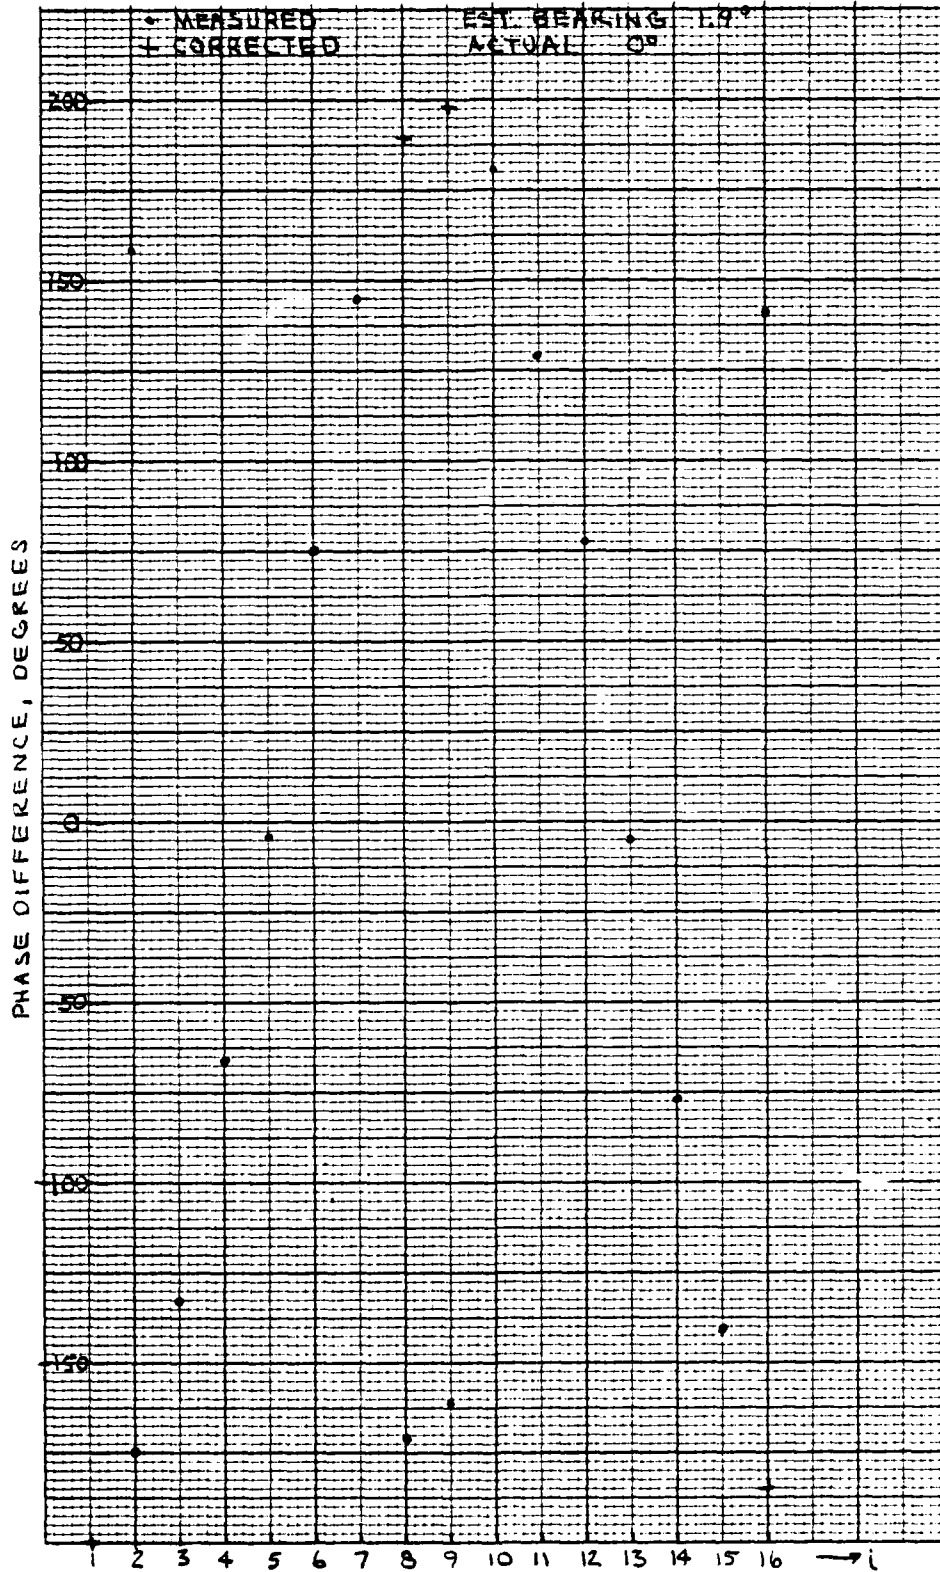 • MEASURED
+ CORRECTED
EST. BEARING 1.9°
ACTUAL 0°
PHASE DIFFERENCE, DEGREES
200
150
100
50
0
-50
-100
-150
1 2 3 4 5 6 7 8 9 10 11 12 13 14 15 16 → i